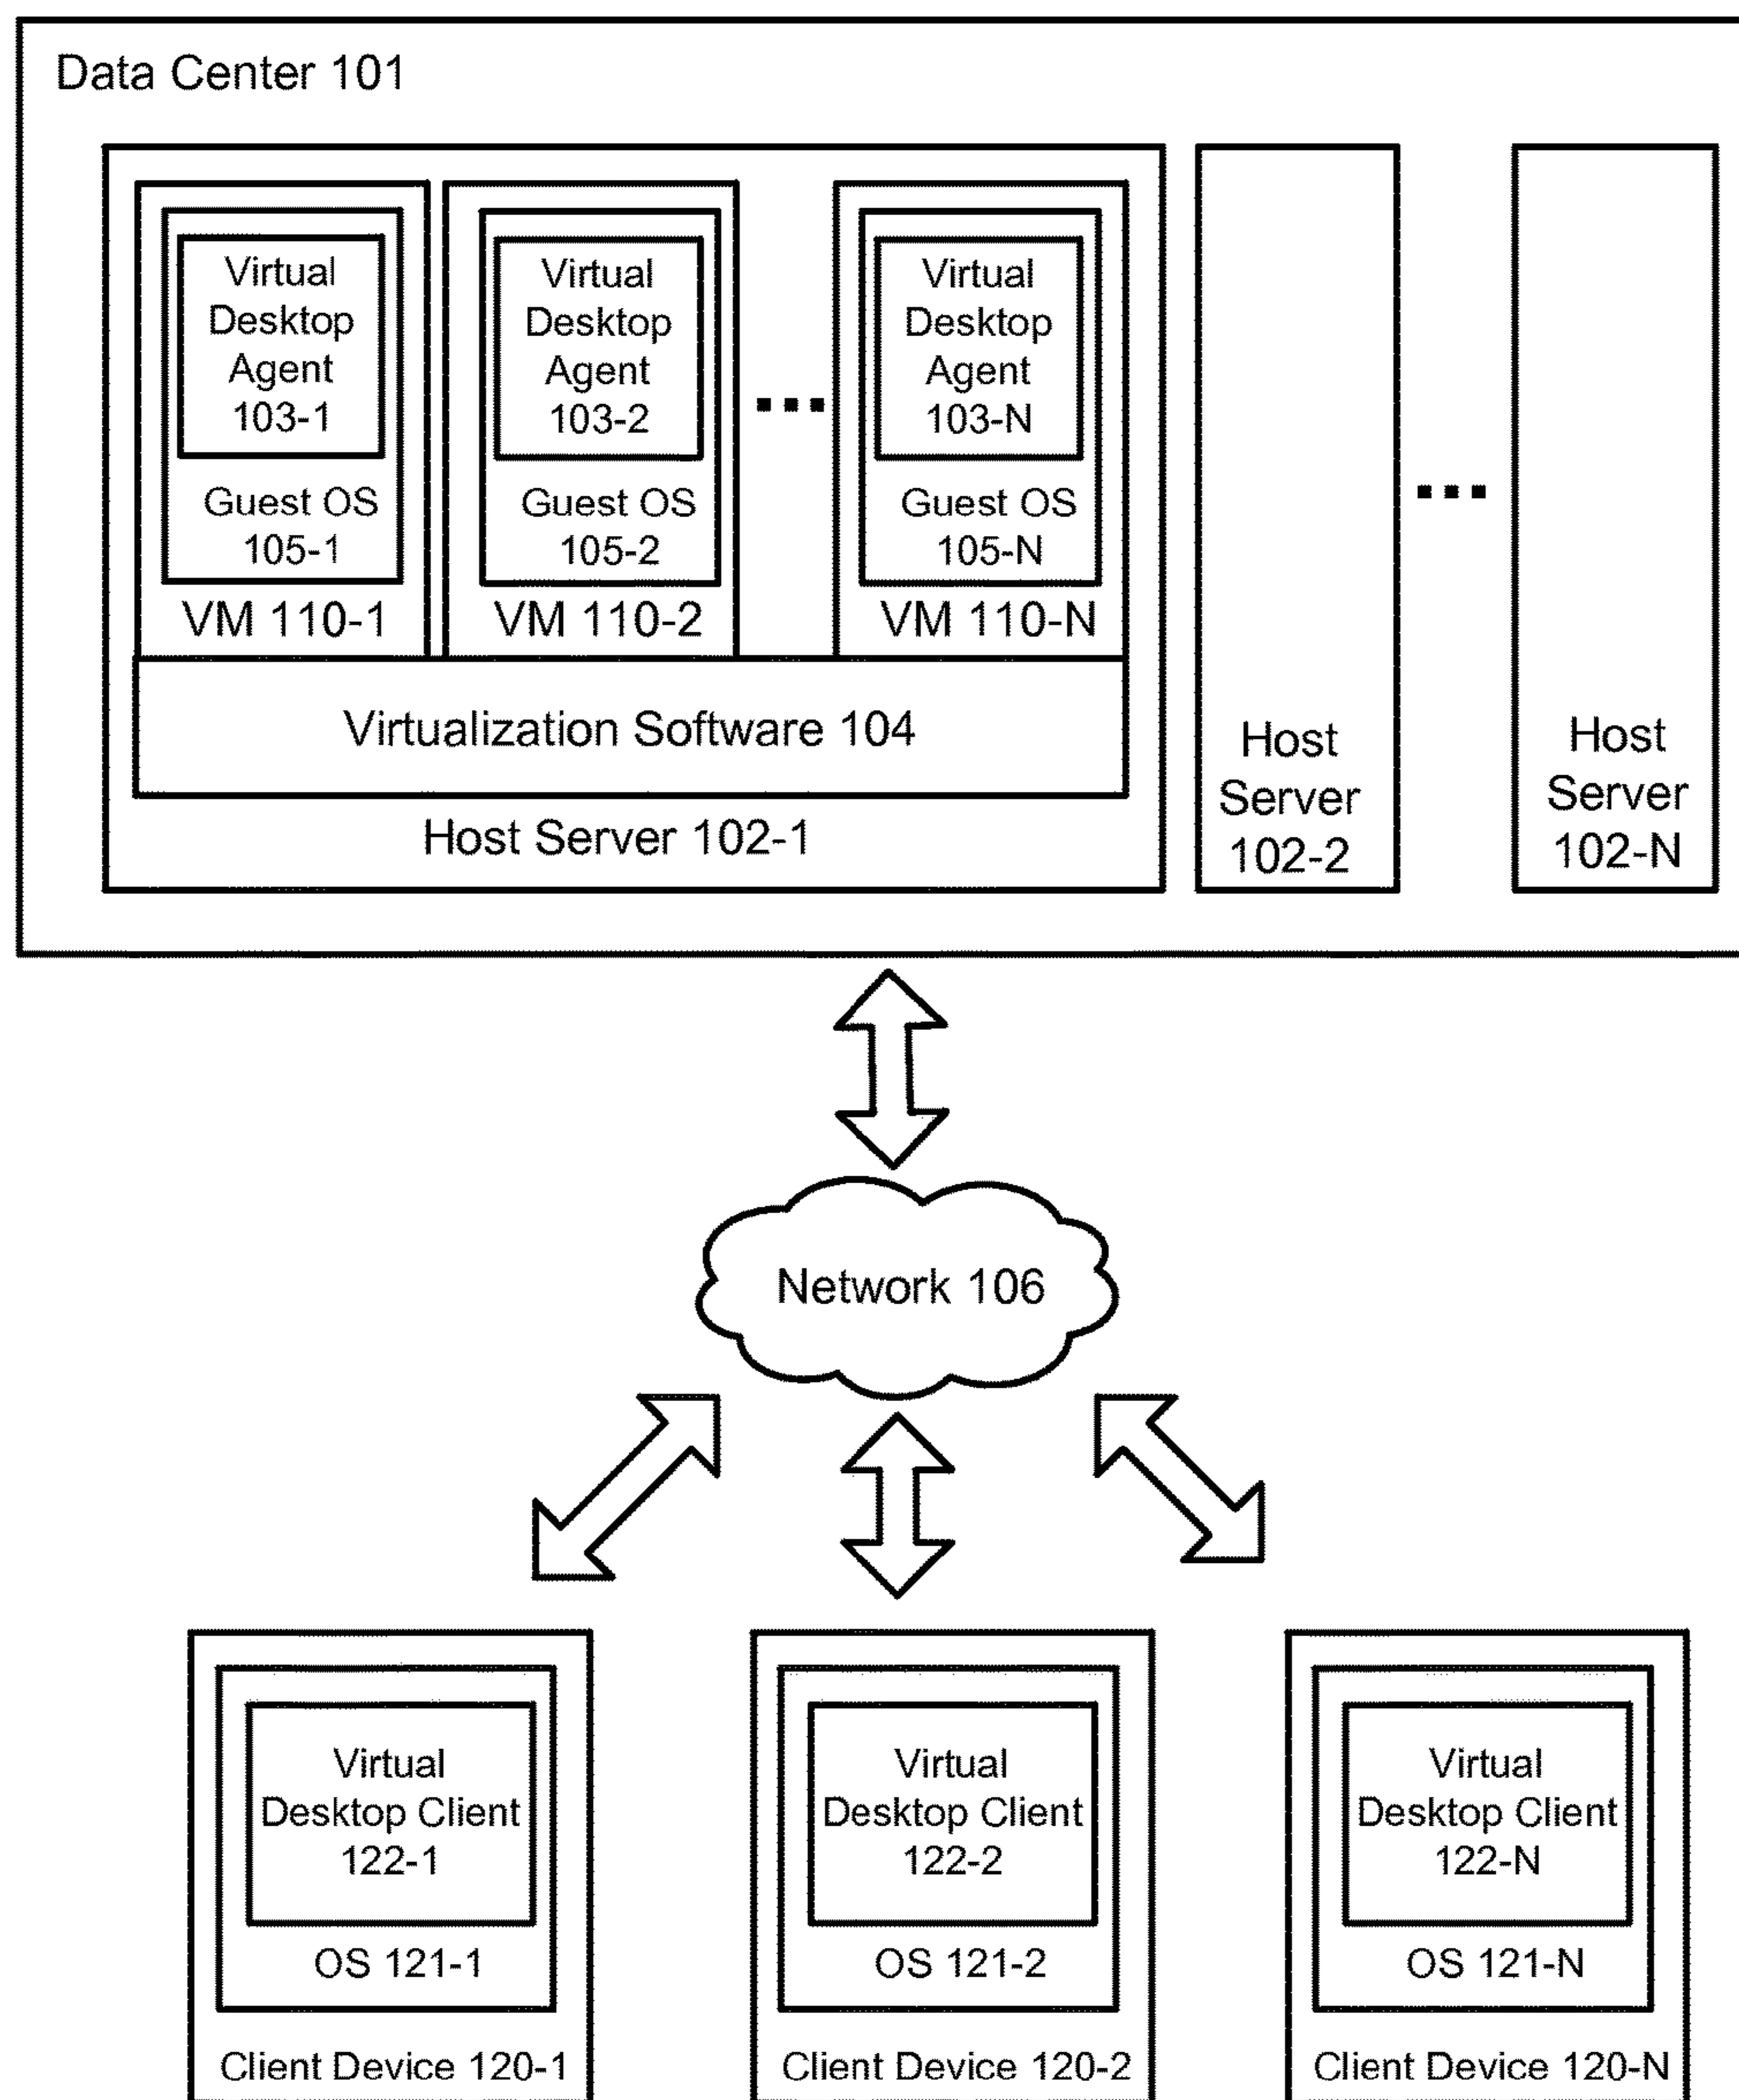 Data Center 101
Virtual
Desktop
Agent
103-1
Guest OS
105-1
VM 110-1
Virtual
Desktop
Agent
103-2
Guest OS
105-2
VM 110-2
Virtual
Desktop
Agent
103-N
Guest OS
105-N
VM 110-N
Virtualization Software 104
Host Server 102-1
Host
Server
102-2
Host
Server
102-N
Network 106
Virtual
Desktop Client
122-1
OS 121-1
Client Device 120-1
Virtual
Desktop Client
122-2
OS 121-2
Client Device 120-2
Virtual
Desktop Client
122-N
OS 121-N
Client Device 120-N